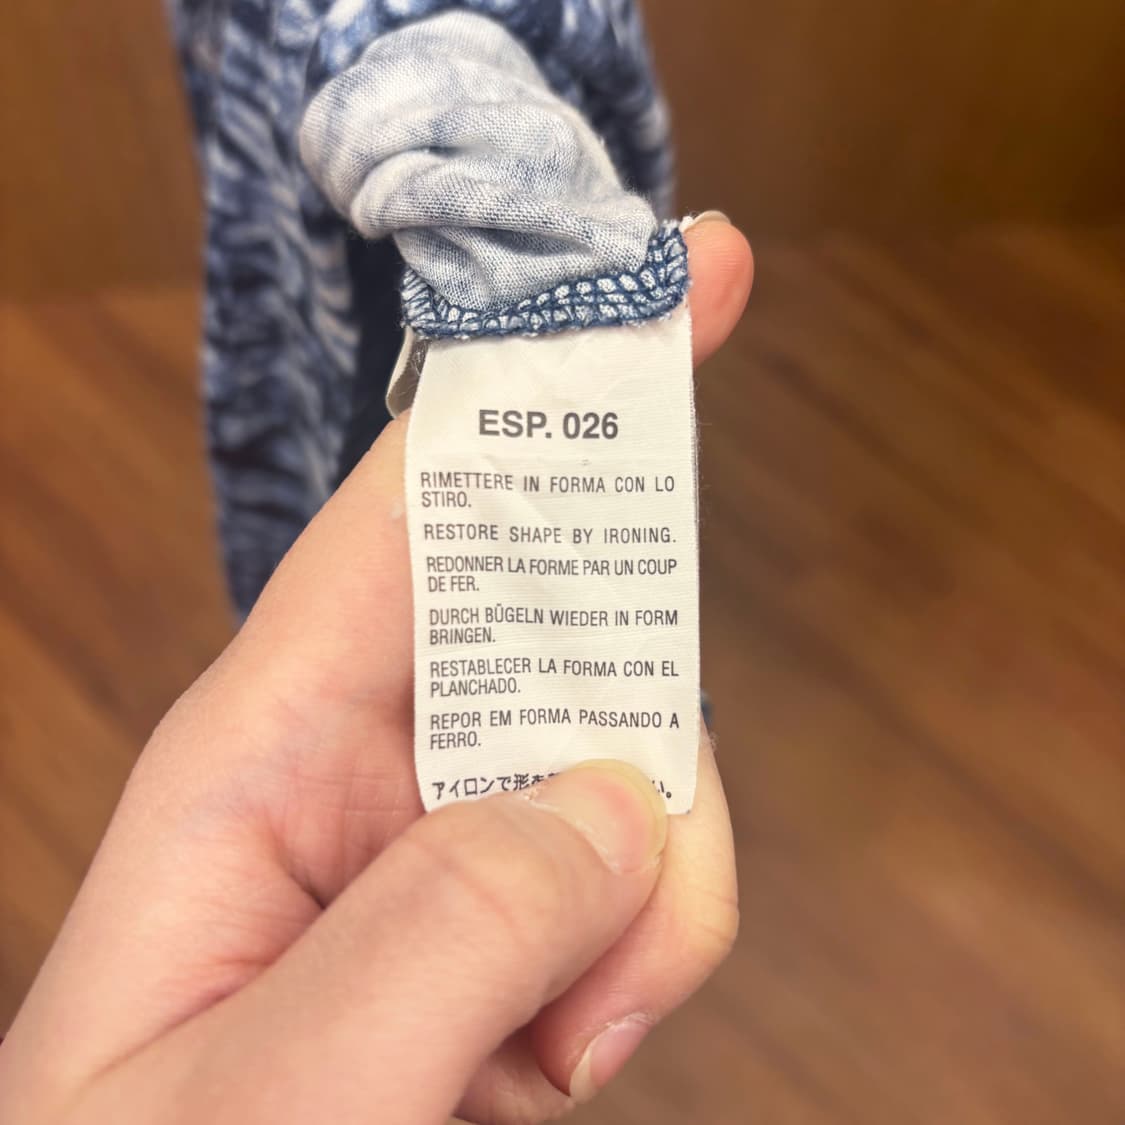 ESP. 026
RIMETTERE IN FORMA CON LO
STIRO.
RESTORE SHAPE BY IRONING.
REDONNER LA FORME PAR UN COUP
DE FER.
DURCH BÜGELN WIEDER IN FORM
BRINGEN.
RESTABLECER LA FORMA CON EL
PLANCHADO.
REPOR EM FORMA PASSANDO A
FERRO.
アイロンで形を